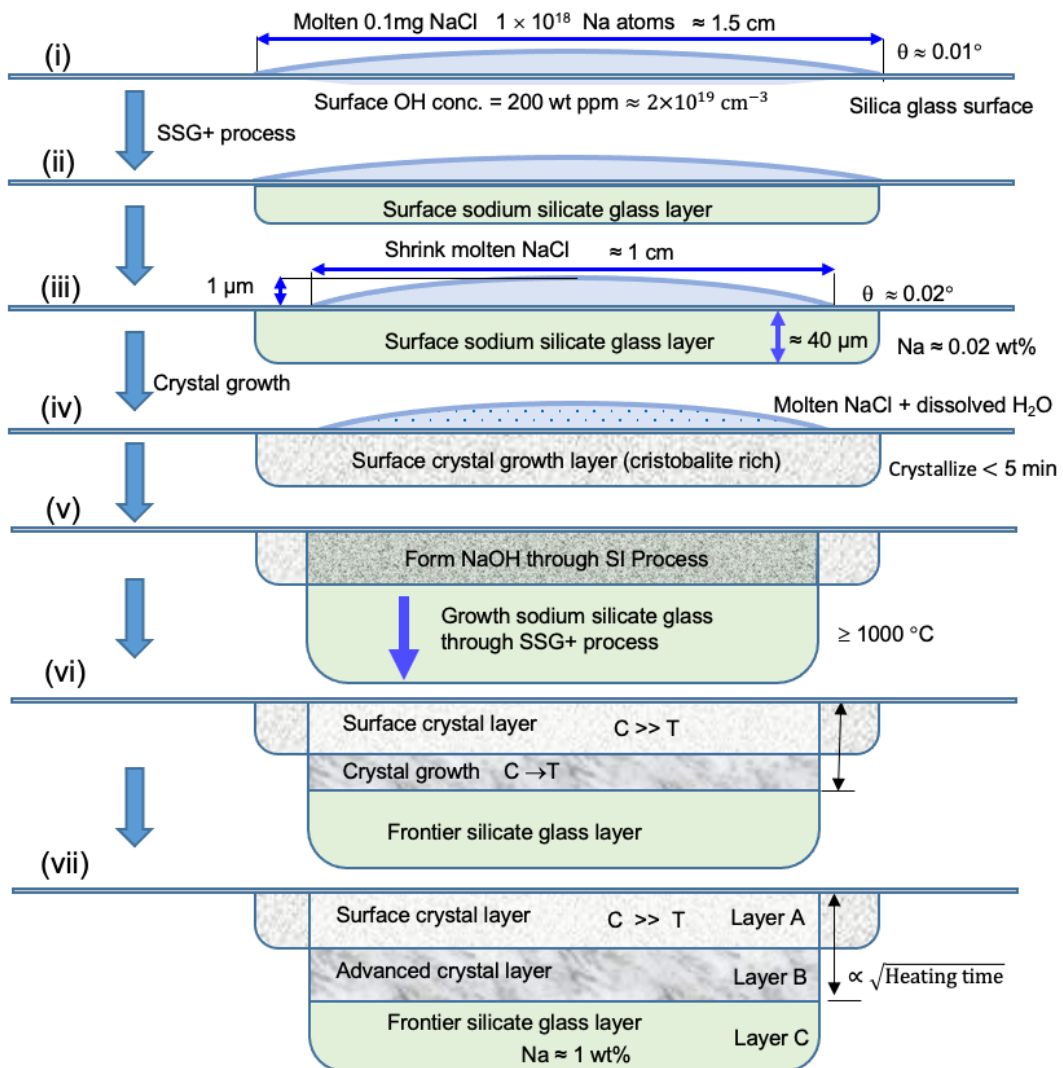 Molten 0.1mg NaCl 1 × 10¹⁸ Na atoms ≈ 1.5 cm
(i)
θ ≈ 0.01°
Surface OH conc. = 200 wt ppm ≈ 2×10¹⁹ cm⁻³
Silica glass surface
SSG+ process
(ii)
Surface sodium silicate glass layer
Shrink molten NaCl ≈ 1 cm
(iii)
1 μm
θ ≈ 0.02°
Surface sodium silicate glass layer
≈ 40 μm
Na ≈ 0.02 wt%
Crystal growth
(iv)
Molten NaCl + dissolved H₂O
Surface crystal growth layer (cristobalite rich)
Crystallize < 5 min
(v)
Form NaOH through SI Process
Growth sodium silicate glass
through SSG+ process
≥ 1000 °C
(vi)
Surface crystal layer C >> T
Crystal growth C →T
Frontier silicate glass layer
(vii)
Surface crystal layer C >> T Layer A
Advanced crystal layer Layer B
∝ √Heating time
Frontier silicate glass layer
Layer C
Na ≈ 1 wt%